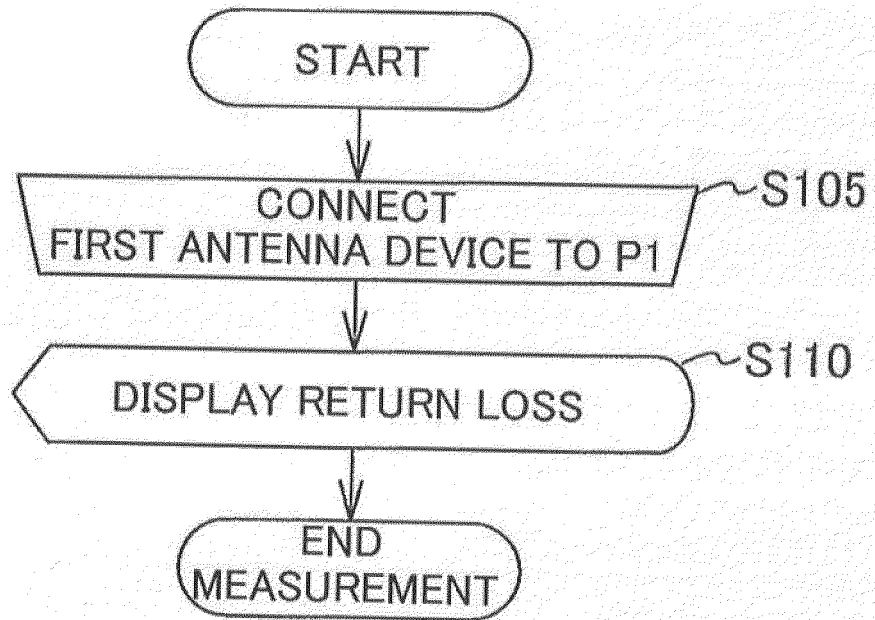 START
CONNECT
FIRST ANTENNA DEVICE TO P1
S105
DISPLAY RETURN LOSS
S110
END
MEASUREMENT